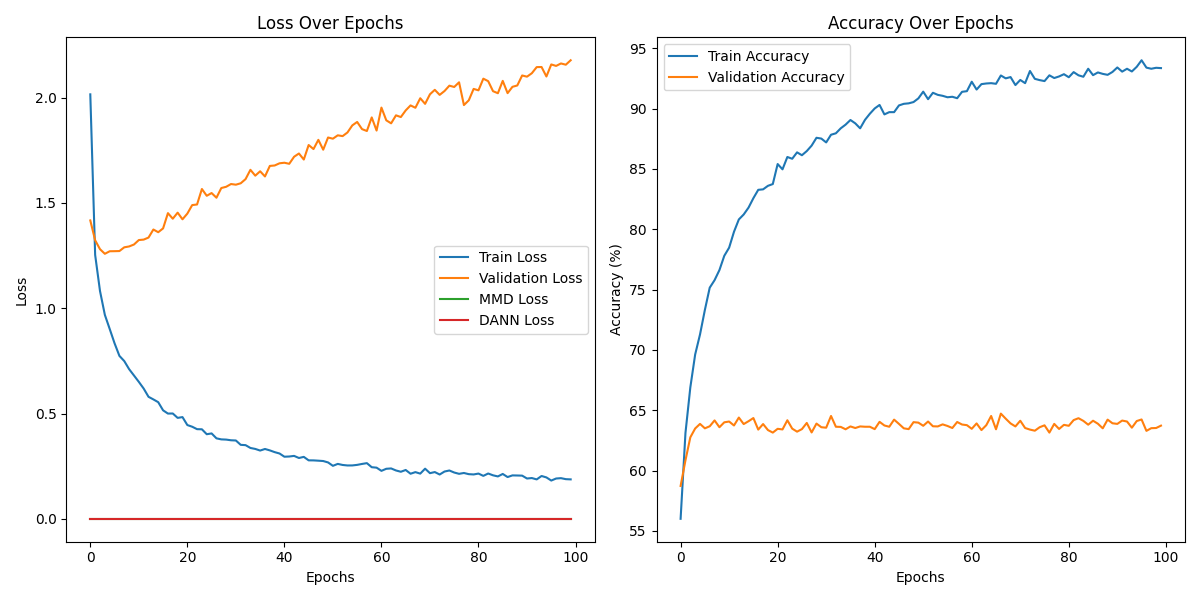 Loss Over Epochs
Loss
2.0
1.5
1.0
0.5
0.0
0 20 40 60 80 100
Epochs
Train Loss
Validation Loss
MMD Loss
DANN Loss
Accuracy Over Epochs
Accuracy (%)
95
90
85
80
75
70
65
60
55
0 20 40 60 80 100
Epochs
Train Accuracy
Validation Accuracy